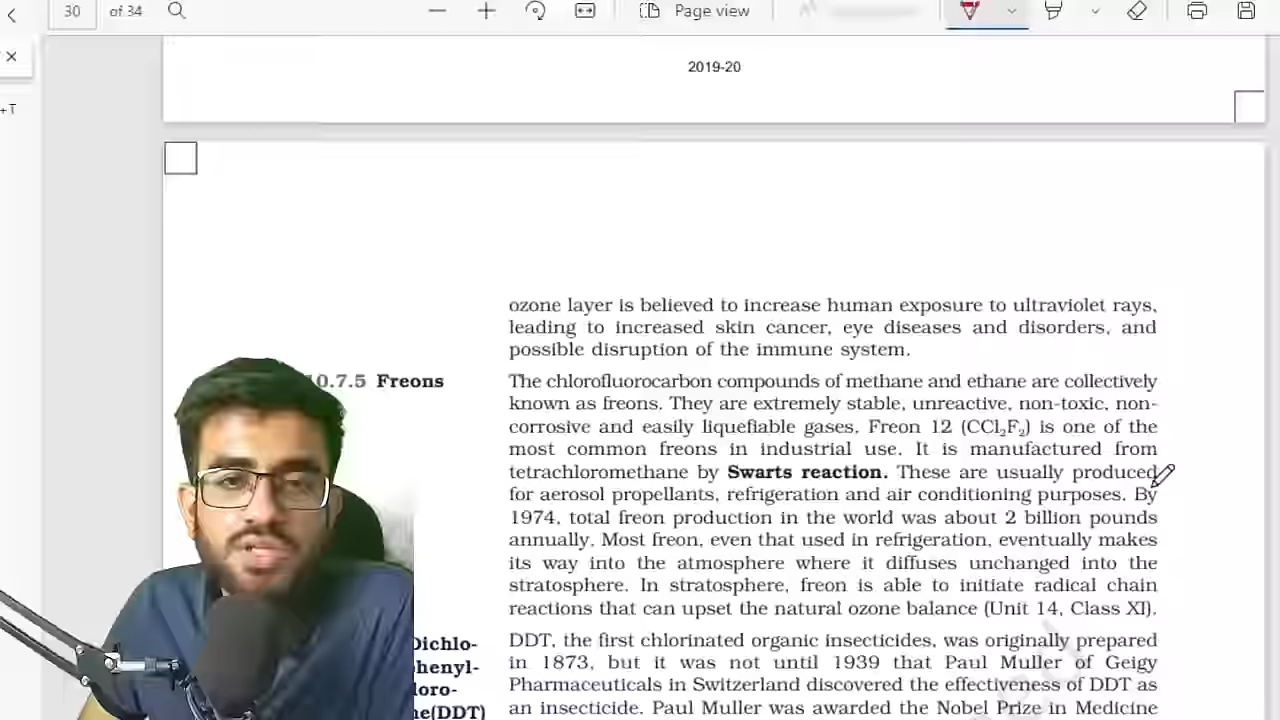 30 of 34
Page view
+T
2019-20
ozone layer is believed to increase human exposure to ultraviolet rays,
leading to increased skin cancer, eye diseases and disorders, and
possible disruption of the immune system.
0.7.5 Freons
The chlorofluorocarbon compounds of methane and ethane are collectively
known as freons. They are extremely stable, unreactive, non-toxic, non-
corrosive and easily liquefiable gases. Freon 12 (CCl₂F₂) is one of the
most common freons in industrial use. It is manufactured from
tetrachloromethane by Swarts reaction. These are usually produced
for aerosol propellants, refrigeration and air conditioning purposes. By
1974, total freon production in the world was about 2 billion pounds
annually. Most freon, even that used in refrigeration, eventually makes
its way into the atmosphere where it diffuses unchanged into the
stratosphere. In stratosphere, freon is able to initiate radical chain
reactions that can upset the natural ozone balance (Unit 14, Class XI).
Dichlo-
phenyl-
loro-
ne(DDT)
DDT, the first chlorinated organic insecticides, was originally prepared
in 1873, but it was not until 1939 that Paul Muller of Geigy
Pharmaceuticals in Switzerland discovered the effectiveness of DDT as
an insecticide. Paul Muller was awarded the Nobel Prize in Medicine